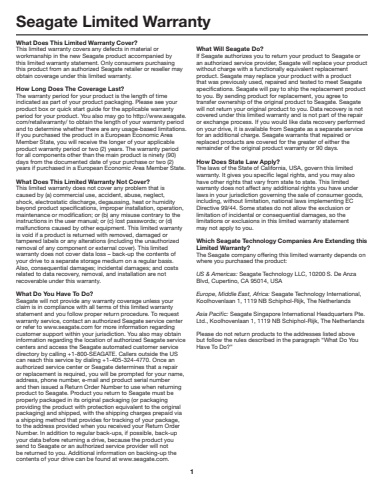 Seagate Limited Warranty
What Does This Limited Warranty Cover?
This limited warranty covers any defects in material or
workmanship in the new Seagate product accompanied by
this limited warranty statement. Only consumers purchasing
this product from an authorized Seagate retailer or reseller may
obtain coverage under this limited warranty.
How Long Does The Coverage Last?
The warranty period for your product is the length of time
indicated as part of your product packaging. Please see your
product box or quick start guide for the applicable warranty
period for your product. You may also go to http://www.seagate.
com/retailwarranty/ to obtain the length of your warranty period
and to determine whether there are any usage-based limitations.
If you purchased the product in a European Economic Area
Member State, you will receive the longer of your applicable
product warranty period or two (2) years. The warranty period
for all components other than the main product is ninety (90)
days from the documented date of your purchase or two (2)
years if purchased in a European Economic Area Member State.
What Does This Limited Warranty Not Cover?
This limited warranty does not cover any problem that is
caused by (a) commercial use, accident, abuse, neglect,
shock, electrostatic discharge, degaussing, heat or humidity
beyond product specifications, improper installation, operation,
maintenance or modification; or (b) any misuse contrary to the
instructions in the user manual; or (c) lost passwords; or (d)
malfunctions caused by other equipment. This limited warranty
is void if a product is returned with removed, damaged or
tampered labels or any alterations (including the unauthorized
removal of any component or external cover). This limited
warranty does not cover data loss – back-up the contents of
your drive to a separate storage medium on a regular basis.
Also, consequential damages; incidental damages; and costs
related to data recovery, removal, and installation are not
recoverable under this warranty.
What Do You Have To Do?
Seagate will not provide any warranty coverage unless your
claim is in compliance with all terms of this limited warranty
statement and you follow proper return procedure. To request
warranty service, contact an authorized Seagate service center
or refer to www.seagate.com for more information regarding
customer support within your jurisdiction. You may also obtain
information regarding the location of authorized Seagate service
centers and access the Seagate automated customer service
directory by calling +1-800-SEAGATE. Callers outside the US
can reach this service by dialing +1-405-324-4770. Once an
authorized service center or Seagate determines that a repair
or replacement is required, you will be prompted for your name,
address, phone number, e-mail and product serial number
and then issued a Return Order Number to use when returning
product to Seagate. Product you return to Seagate must be
properly packaged in its original packaging (or packaging
providing the product with protection equivalent to the original
packaging) and shipped, with the shipping charges prepaid via
a shipping method that provides for tracking of your package,
to the address provided when you received your Return Order
Number. In addition to regular back-ups, if possible, back-up
your data before returning a drive, because the product you
send to Seagate or an authorized service provider will not
be returned to you. Additional information on backing-up the
contents of your drive can be found at www.seagate.com.
What Will Seagate Do?
If Seagate authorizes you to return your product to Seagate or
an authorized service provider, Seagate will replace your product
without charge with a functionally equivalent replacement
product. Seagate may replace your product with a product
that was previously used, repaired and tested to meet Seagate
specifications. Seagate will pay to ship the replacement product
to you. By sending product for replacement, you agree to
transfer ownership of the original product to Seagate. Seagate
will not return your original product to you. Data recovery is not
covered under this limited warranty and is not part of the repair
or exchange process. If you would like data recovery performed
on your drive, it is available from Seagate as a separate service
for an additional charge. Seagate warrants that repaired or
replaced products are covered for the greater of either the
remainder of the original product warranty or 90 days.
How Does State Law Apply?
The laws of the State of California, USA, govern this limited
warranty. It gives you specific legal rights, and you may also
have other rights that vary from state to state. This limited
warranty does not affect any additional rights you have under
laws in your jurisdiction governing the sale of consumer goods,
including, without limitation, national laws implementing EC
Directive 99/44. Some states do not allow the exclusion or
limitation of incidental or consequential damages, so the
limitations or exclusions in this limited warranty statement
may not apply to you.
Which Seagate Technology Companies Are Extending this
Limited Warranty?
The Seagate company offering this limited warranty depends on
where you purchased the product:
US & Americas: Seagate Technology LLC, 10200 S. De Anza
Blvd, Cupertino, CA 95014, USA
Europe, Middle East, Africa: Seagate Technology International,
Koolhovenlaan 1, 1119 NB Schiphol-Rijk, The Netherlands
Asia Pacific: Seagate Singapore International Headquarters Pte.
Ltd., Koolhovenlaan 1, 1119 NB Schiphol-Rijk, The Netherlands
Please do not return products to the addresses listed above
but follow the rules described in the paragraph "What Do You
Have To Do?"
1